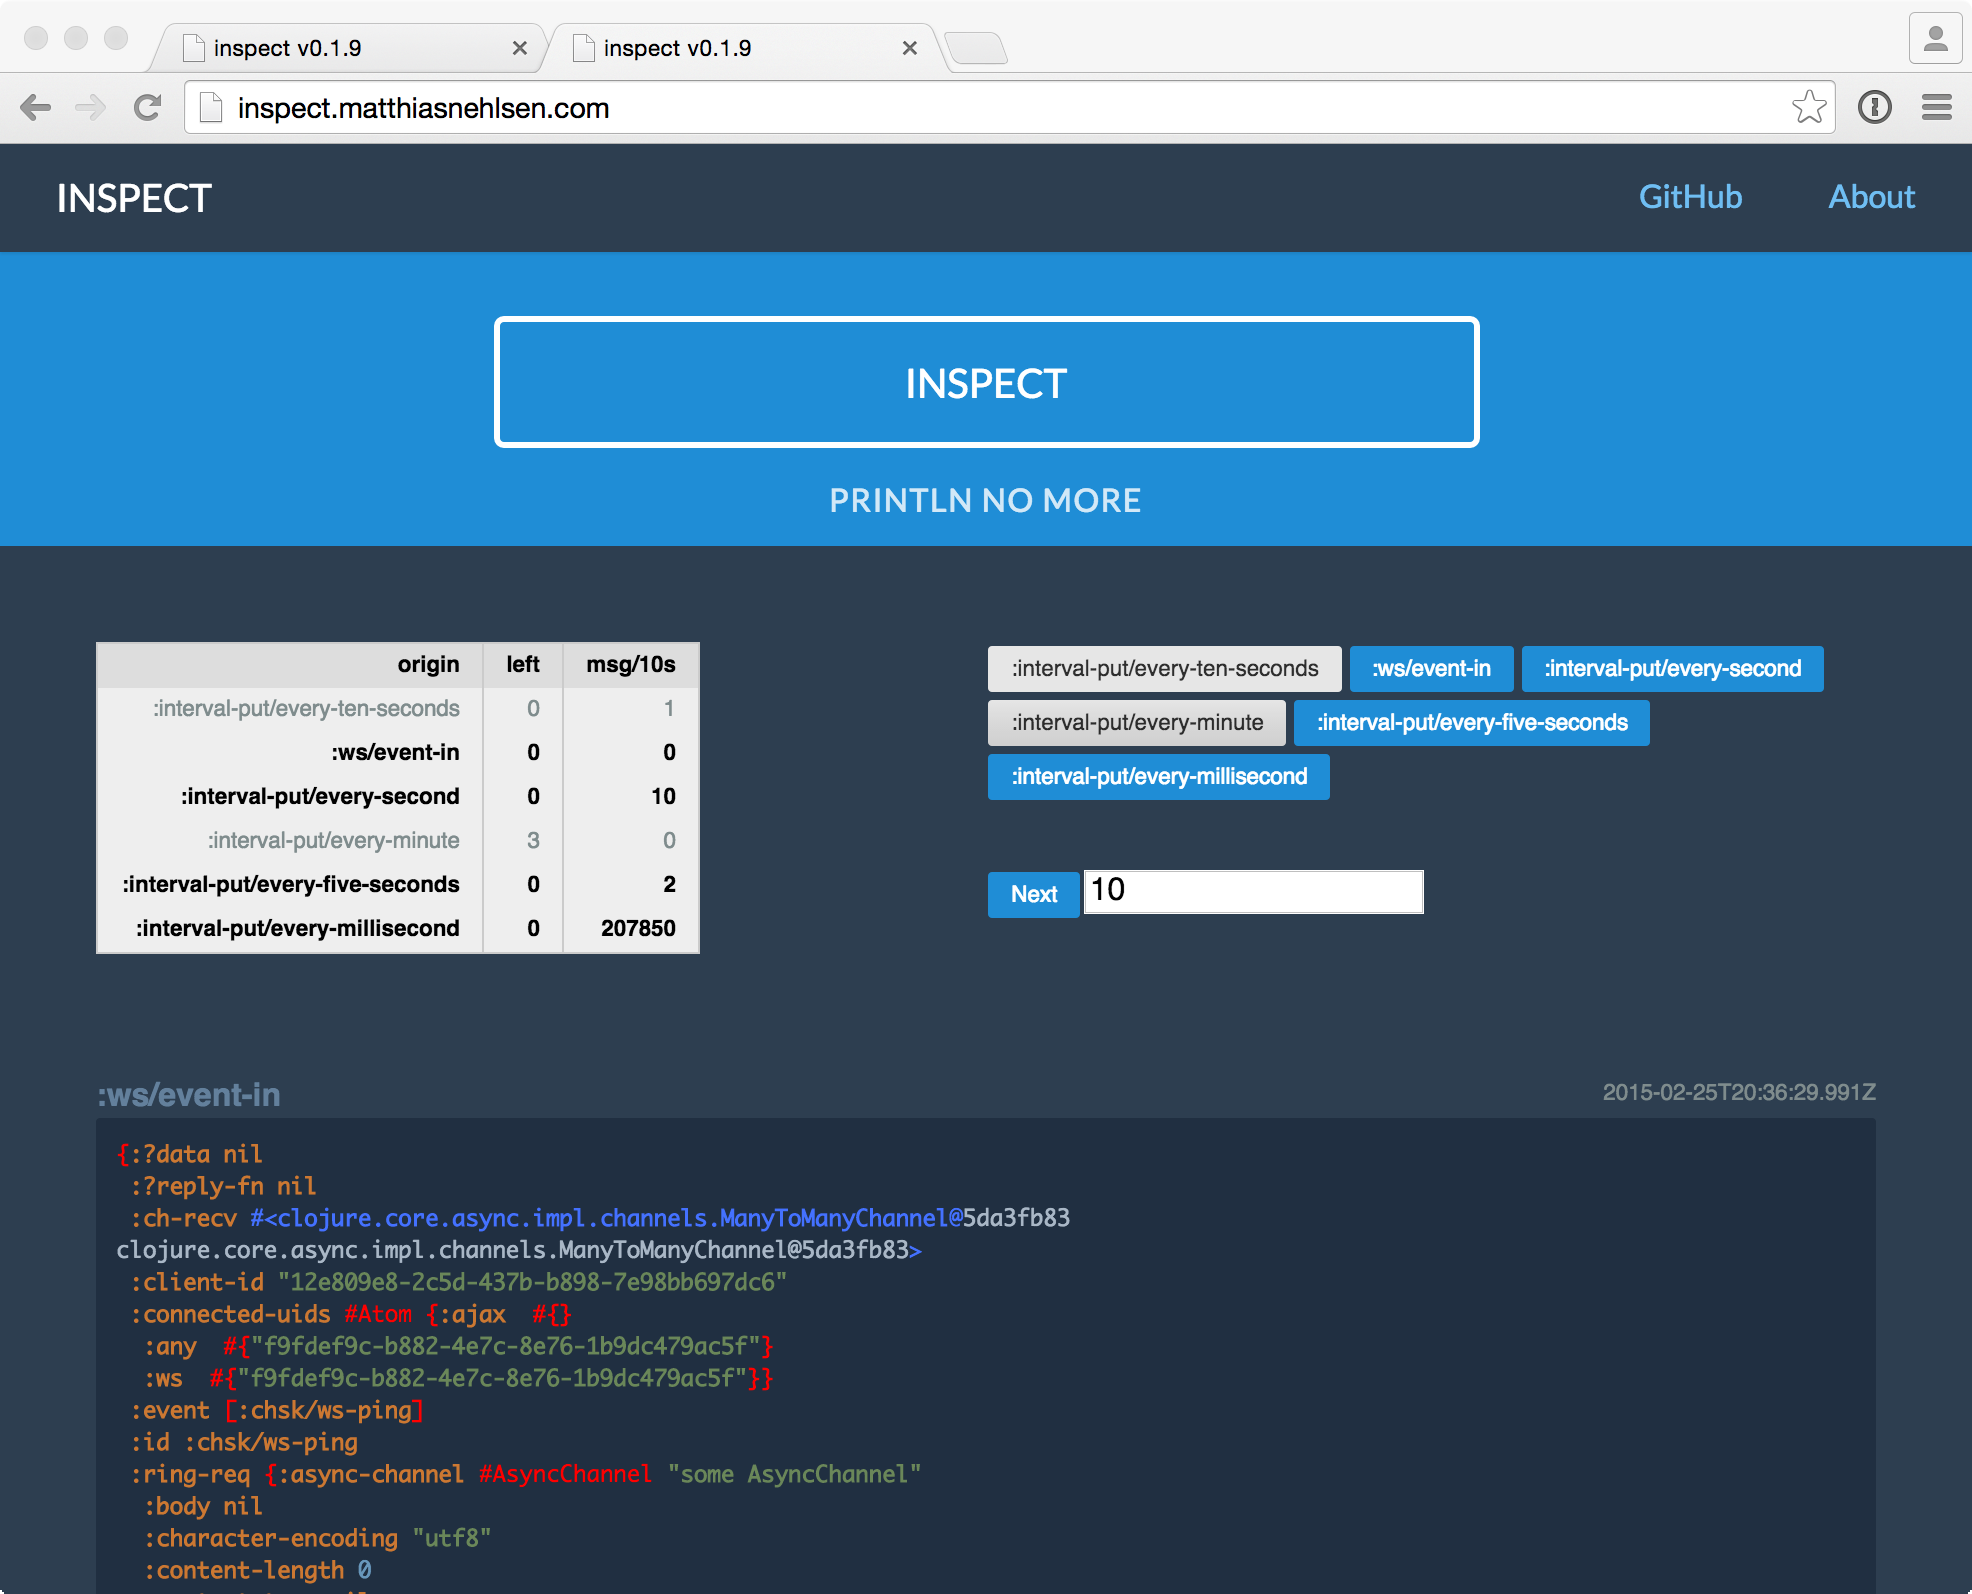 inspect v0.1.9
inspect v0.1.9
inspect.matthiasnehlsen.com
INSPECT
GitHub
About
INSPECT
PRINTLN NO MORE
origin left msg/10s
:interval-put/every-ten-seconds 0 1
:ws/event-in 0 0
:interval-put/every-second 0 10
:interval-put/every-minute 3 0
:interval-put/every-five-seconds 0 2
:interval-put/every-millisecond 0 207850
:interval-put/every-ten-seconds :ws/event-in :interval-put/every-second
:interval-put/every-minute :interval-put/every-five-seconds
:interval-put/every-millisecond
Next 10
:ws/event-in 2015-02-25T20:36:29.991Z
{:?data nil
:?reply-fn nil
:ch-recv #<clojure.core.async.impl.channels.ManyToManyChannel@5da3fb83
clojure.core.async.impl.channels.ManyToManyChannel@5da3fb83>
:client-id "12e809e8-2c5d-437b-b898-7e98bb697dc6"
:connected-uids #Atom {:ajax #{}
:any #{"f9fdef9c-b882-4e7c-8e76-1b9dc479ac5f"}
:ws #{"f9fdef9c-b882-4e7c-8e76-1b9dc479ac5f"}}
:event [:chsk/ws-ping]
:id :chsk/ws-ping
:ring-req {:async-channel #AsyncChannel "some AsyncChannel"
:body nil
:character-encoding "utf8"
:content-length 0